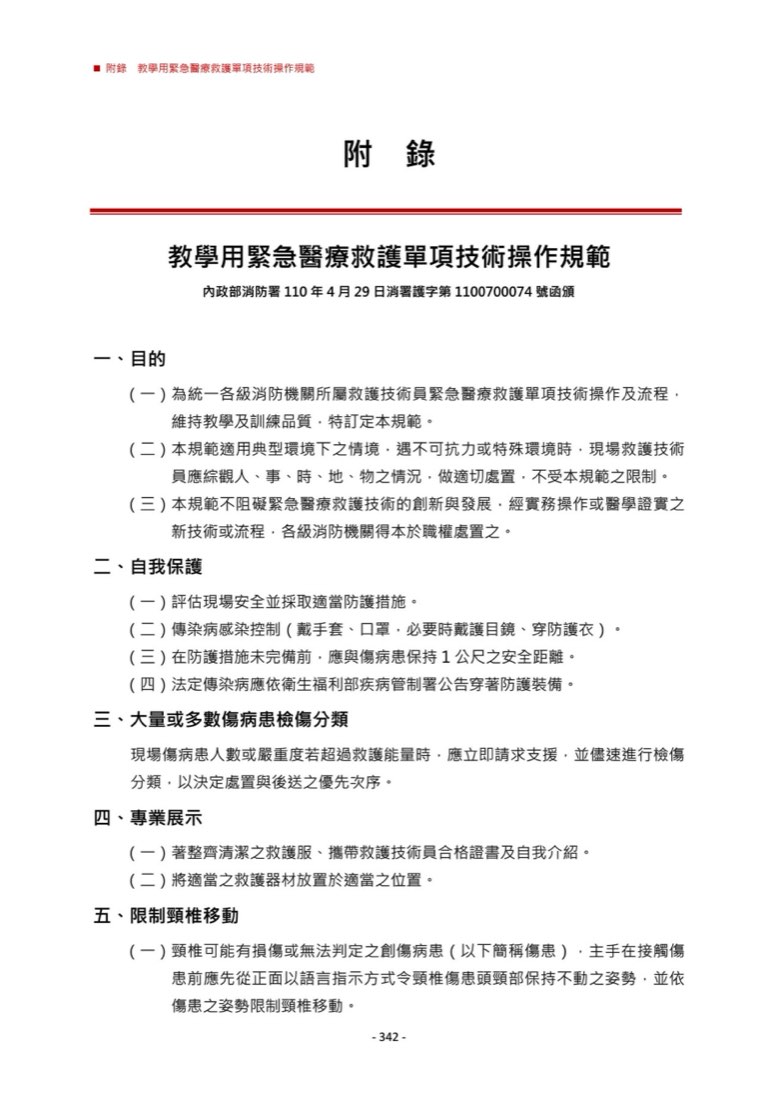 ■ 附錄　教學用緊急醫療救護單項技術操作規範
附　錄
教學用緊急醫療救護單項技術操作規範
內政部消防署 110 年 4 月 29 日消署護字第 1100700074 號函頒
一、目的
（一）為統一各級消防機關所屬救護技術員緊急醫療救護單項技術操作及流程，
維持教學及訓練品質，特訂定本規範。
（二）本規範適用典型環境下之情境，遇不可抗力或特殊環境時，現場救護技術
員應綜觀人、事、時、地、物之情況，做適切處置，不受本規範之限制。
（三）本規範不阻礙緊急醫療救護技術的創新與發展，經實務操作或醫學證實之
新技術或流程，各級消防機關得本於職權處置之。
二、自我保護
（一）評估現場安全並採取適當防護措施。
（二）傳染病感染控制（戴手套、口罩，必要時戴護目鏡、穿防護衣）。
（三）在防護措施未完備前，應與傷病患保持 1 公尺之安全距離。
（四）法定傳染病應依衛生福利部疾病管制署公告穿著防護裝備。
三、大量或多數傷病患檢傷分類
現場傷病患人數或嚴重度若超過救護能量時，應立即請求支援，並儘速進行檢傷
分類，以決定處置與後送之優先次序。
四、專業展示
（一）著整齊清潔之救護服、攜帶救護技術員合格證書及自我介紹。
（二）將適當之救護器材放置於適當之位置。
五、限制頸椎移動
（一）頸椎可能有損傷或無法判定之創傷病患（以下簡稱傷患），主手在接觸傷
患前應先從正面以語言指示方式令頸椎傷患頭頸部保持不動之姿勢，並依
傷患之姿勢限制頸椎移動。
- 342 -